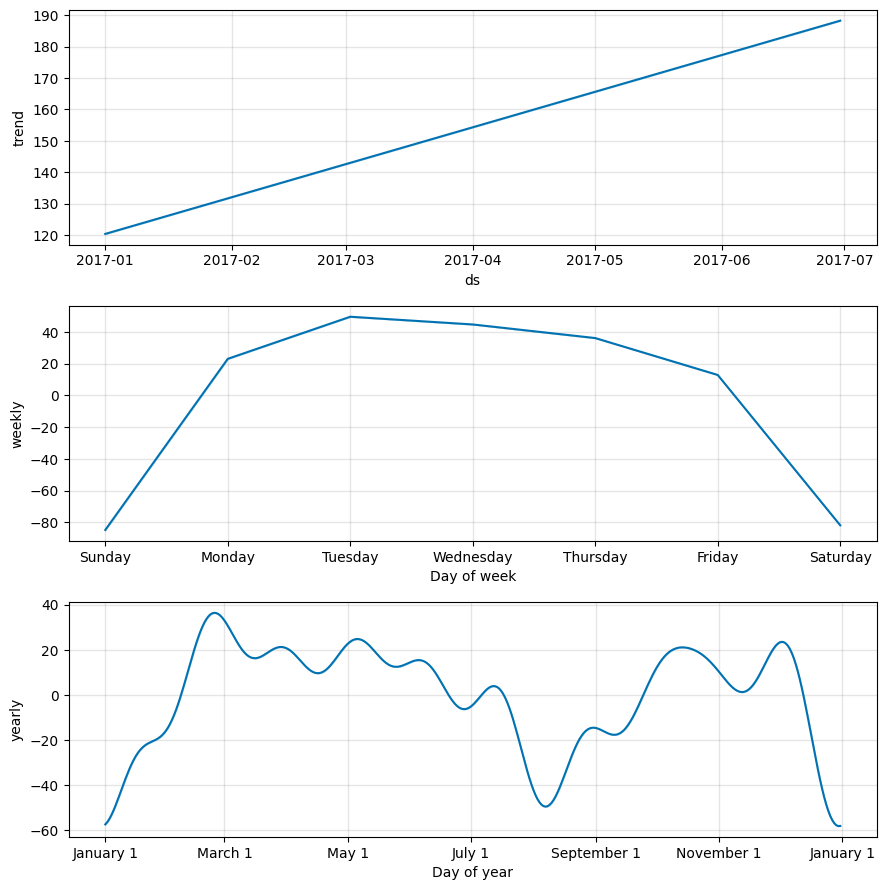 190
180
170
160
150
140
130
120
trend
2017-01 2017-02 2017-03 2017-04 2017-05 2017-06 2017-07
ds
40
20
0
−20
−40
−60
−80
weekly
Sunday Monday Tuesday Wednesday Thursday Friday Saturday
Day of week
40
20
0
−20
−40
−60
yearly
January 1 March 1 May 1 July 1 September 1 November 1 January 1
Day of year